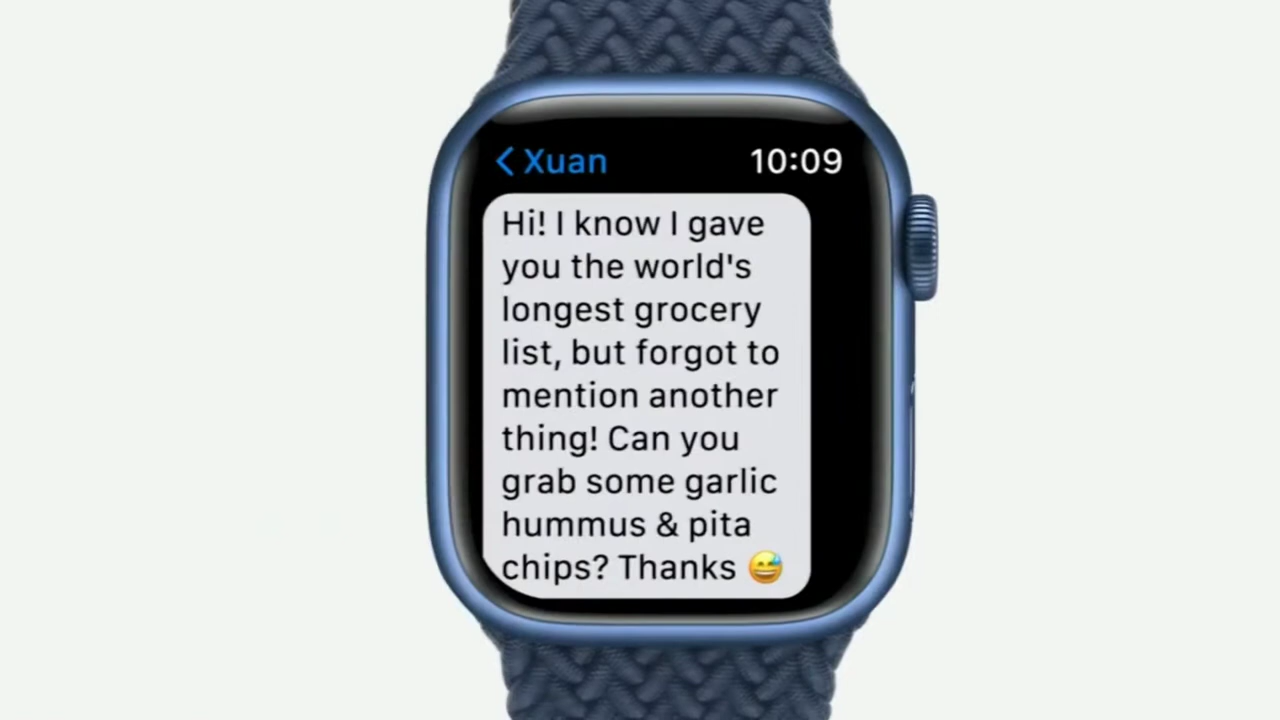 < Xuan 10:09
Hi! I know I gave
you the world's
longest grocery
list, but forgot to
mention another
thing! Can you
grab some garlic
hummus & pita
chips? Thanks 😅